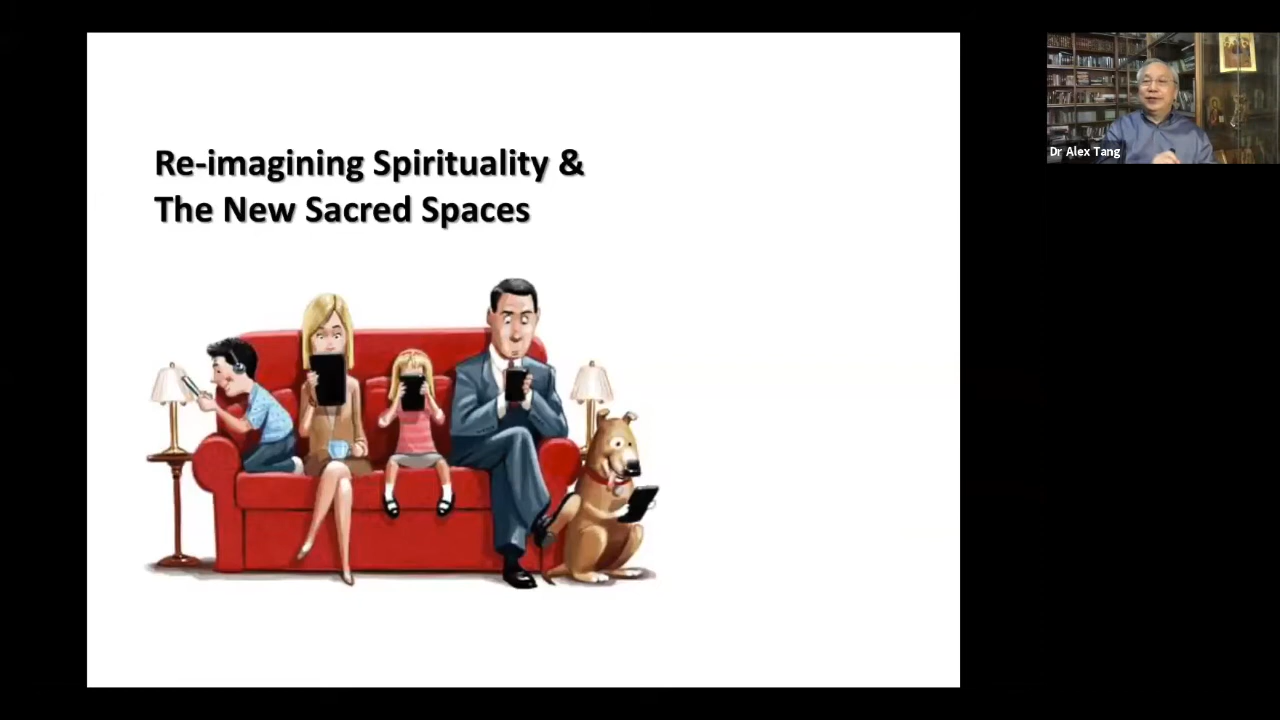 Re-imagining Spirituality &
The New Sacred Spaces
Dr Alex Tang